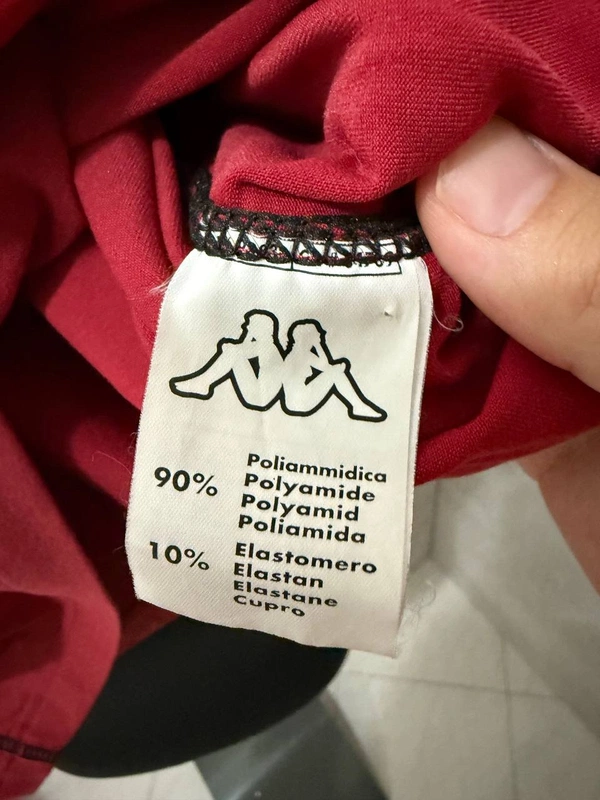 90%
Poliammidica
Polyamide
Polyamid
Poliamida
10%
Elastomero
Elastan
Elastane
Cupro